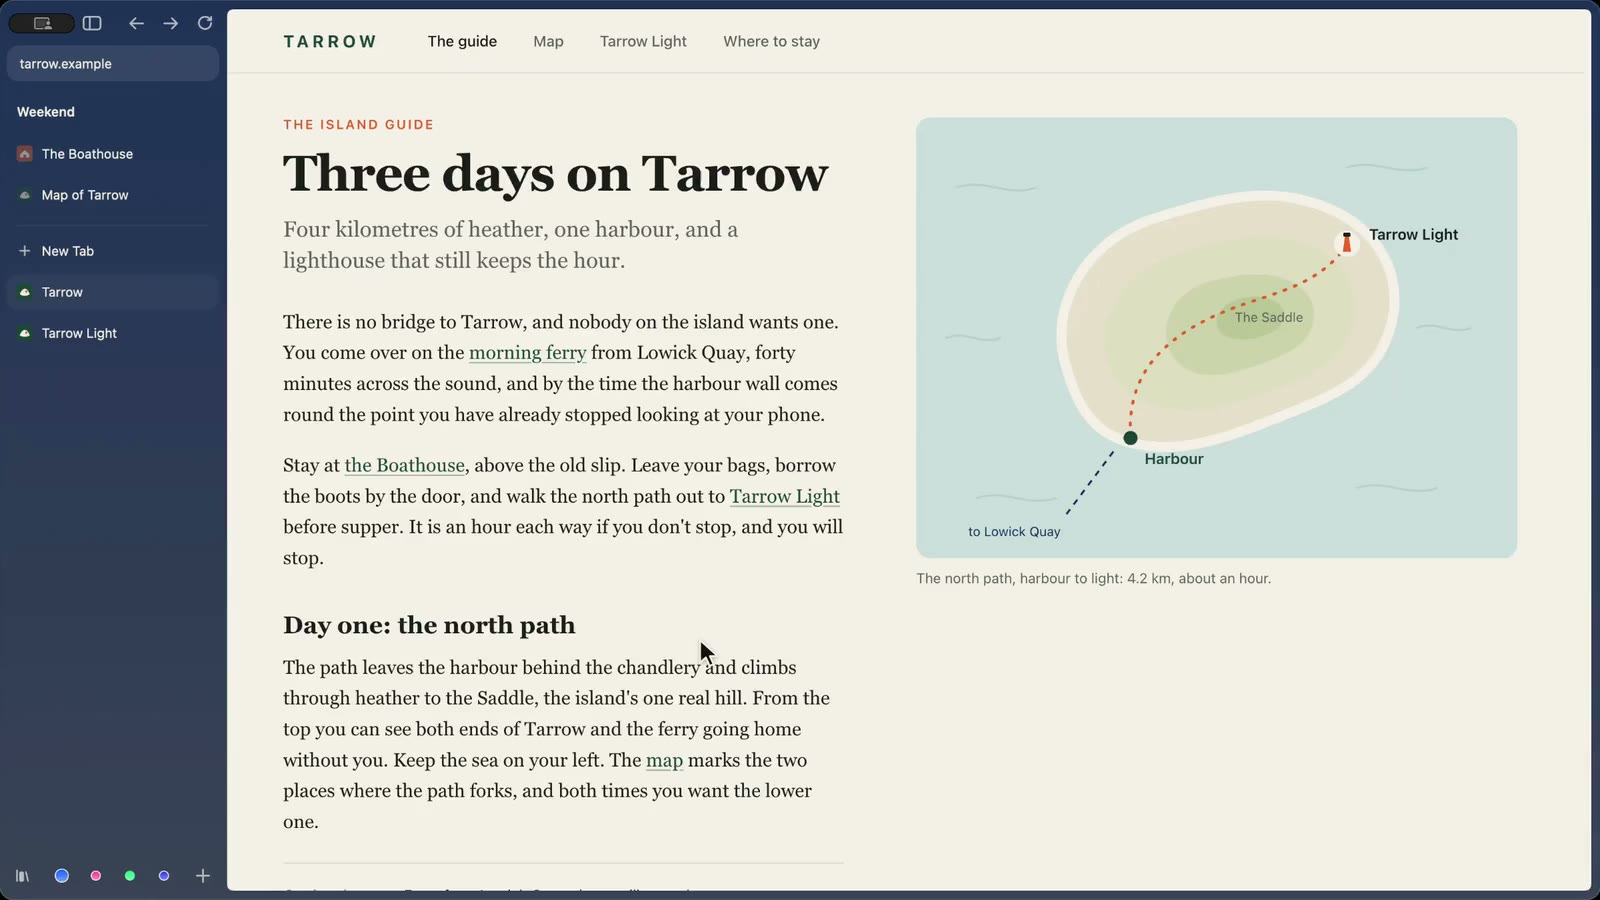 tarrow.example
Weekend
The Boathouse
Map of Tarrow
New Tab
Tarrow
Tarrow Light
TARROW
The guide
Map
Tarrow Light
Where to stay
THE ISLAND GUIDE
Three days on Tarrow
Four kilometres of heather, one harbour, and a
lighthouse that still keeps the hour.
There is no bridge to Tarrow, and nobody on the island wants one.
You come over on the morning ferry from Lowick Quay, forty
minutes across the sound, and by the time the harbour wall comes
round the point you have already stopped looking at your phone.
Stay at the Boathouse, above the old slip. Leave your bags, borrow
the boots by the door, and walk the north path out to Tarrow Light
before supper. It is an hour each way if you don't stop, and you will
stop.
Day one: the north path
The path leaves the harbour behind the chandlery and climbs
through heather to the Saddle, the island's one real hill. From the
top you can see both ends of Tarrow and the ferry going home
without you. Keep the sea on your left. The map marks the two
places where the path forks, and both times you want the lower
one.
Tarrow Light
The Saddle
Harbour
to Lowick Quay
The north path, harbour to light: 4.2 km, about an hour.